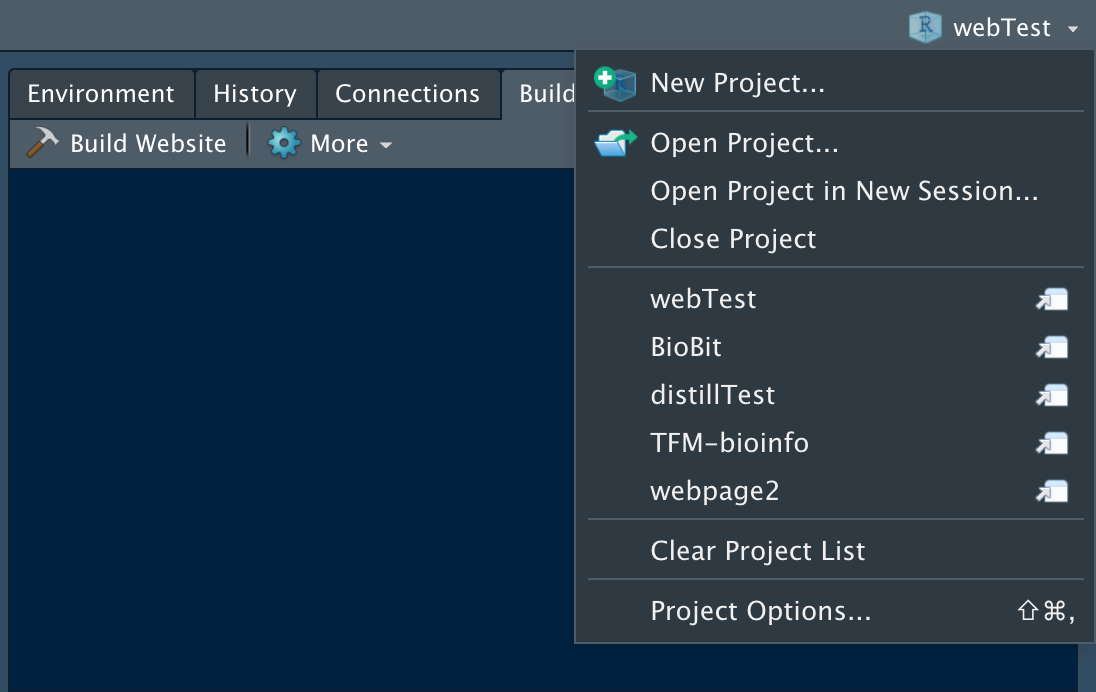 webTest
Environment History Connections Build
Build Website More
New Project...
Open Project...
Open Project in New Session...
Close Project
webTest
BioBit
distillTest
TFM-bioinfo
webpage2
Clear Project List
Project Options... ⇧⌘,